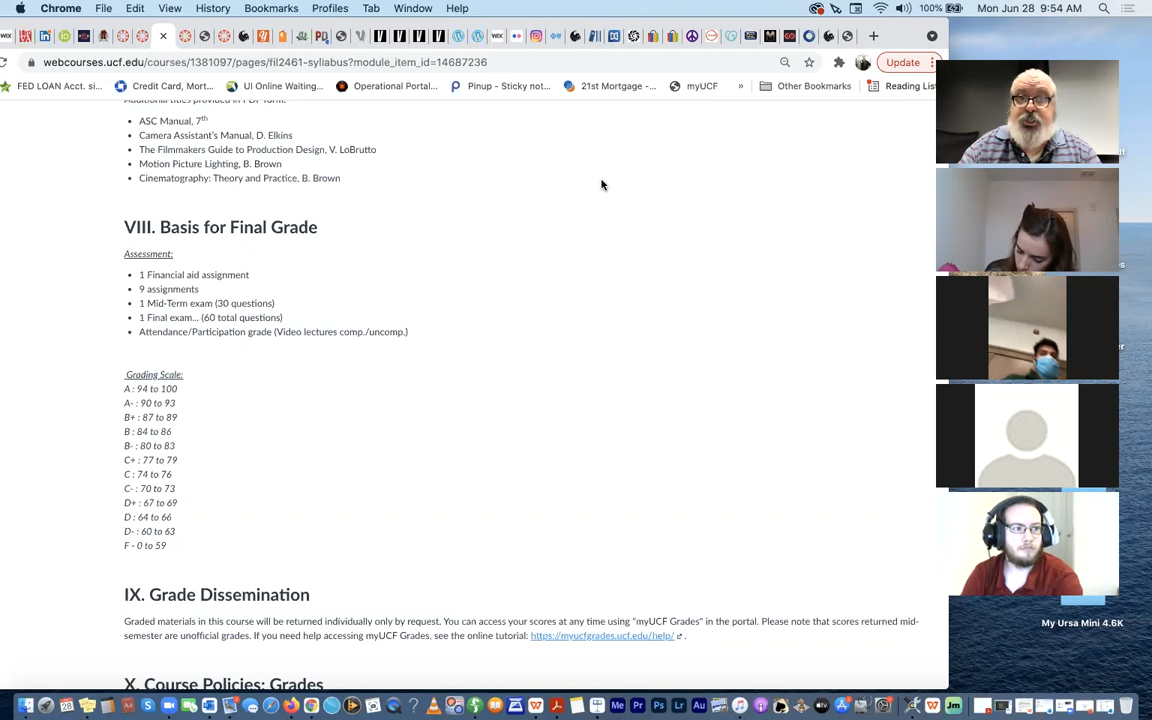 Chrome File Edit View History Bookmarks Profiles Tab Window Help 100% Mon Jun 28 9:54 AM
webcourses.ucf.edu/courses/1381097/pages/fil2461-syllabus?module_item_id=14687236 Update
FED LOAN Acct. si... Credit Card, Mort... UI Online Waiting... Operational Portal... Pinup - Sticky not... 21st Mortgage -... myUCF » Other Bookmarks Reading List
Additional titles provided in PDF form:
• ASC Manual, 7th
• Camera Assistant's Manual, D. Elkins
• The Filmmakers Guide to Production Design, V. LoBrutto
• Motion Picture Lighting, B. Brown
• Cinematography: Theory and Practice, B. Brown
VIII. Basis for Final Grade
Assessment:
• 1 Financial aid assignment
• 9 assignments
• 1 Mid-Term exam (30 questions)
• 1 Final exam... (60 total questions)
• Attendance/Participation grade (Video lectures comp./uncomp.)
Grading Scale:
A : 94 to 100
A- : 90 to 93
B+ : 87 to 89
B : 84 to 86
B- : 80 to 83
C+ : 77 to 79
C : 74 to 76
C- : 70 to 73
D+ : 67 to 69
D : 64 to 66
D- : 60 to 63
F - 0 to 59
IX. Grade Dissemination
Graded materials in this course will be returned individually only by request. You can access your scores at any time using "myUCF Grades" in the portal. Please note that scores returned mid-
semester are unofficial grades. If you need help accessing myUCF Grades, see the online tutorial: https://myucfgrades.ucf.edu/help/ .
X. Course Policies: Grades
My Ursa Mini 4.6K